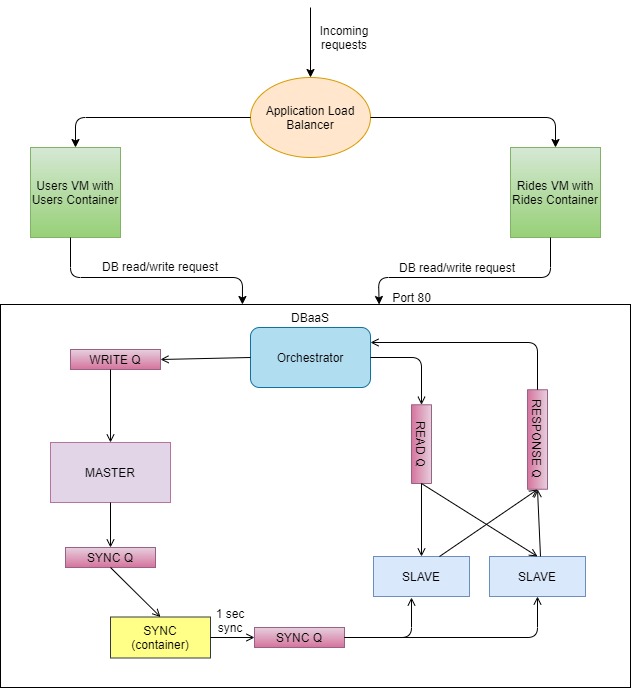 Incoming
requests
Application Load
Balancer
Users VM with
Users Container
Rides VM with
Rides Container
DB read/write request
DB read/write request
Port 80
DBaaS
Orchestrator
WRITE Q
READ Q
RESPONSE Q
MASTER
SYNC Q
SLAVE
SLAVE
SYNC
(container)
1 sec
sync
SYNC Q